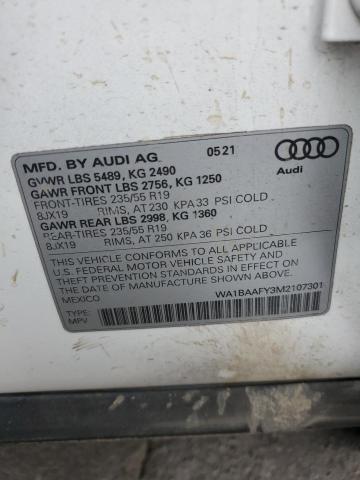 MFD. BY AUDI AG 05 21
GVWR LBS 5489, KG 2490
GAWR FRONT LBS 2756, KG 1250
FRONT-TIRES 235/55 R19
8JX19 RIMS, AT 230 KPA 33 PSI COLD
GAWR REAR LBS 2998, KG 1360
REAR-TIRES 235/55 R19
8JX19 RIMS, AT 250 KPA 36 PSI COLD
Audi
THIS VEHICLE CONFORMS TO ALL APPLICABLE
U.S. FEDERAL MOTOR VEHICLE SAFETY AND
THEFT PREVENTION STANDARDS IN EFFECT ON
THE DATE OF MANUFACTURE SHOWN ABOVE.
MEXICO
TYPE:
MPV
WA1BAAFY3M2107301